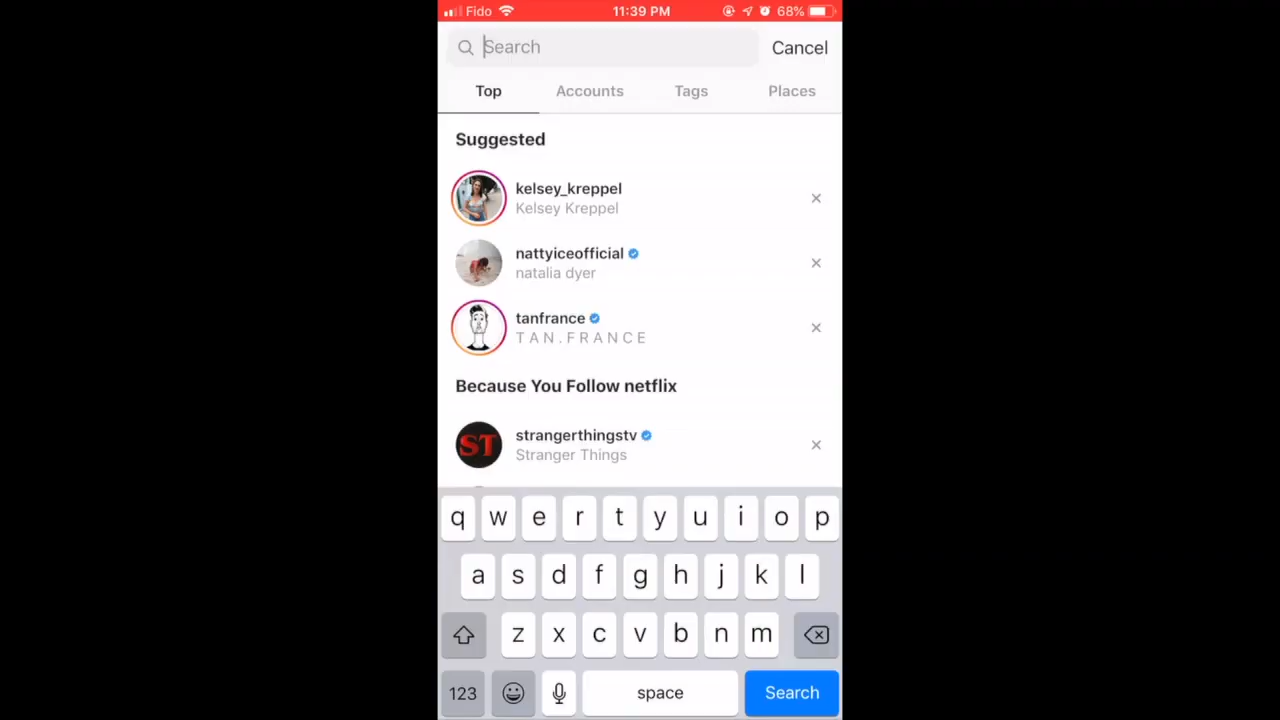 Fido 11:39 PM 68%
Search Cancel
Top Accounts Tags Places
Suggested
kelsey_kreppel
Kelsey Kreppel
nattyiceofficial
natalia dyer
tanfrance
T A N . F R A N C E
Because You Follow netflix
ST
strangerthingstv
Stranger Things
q w e r t y u i o p
a s d f g h j k l
z x c v b n m
123 space Search